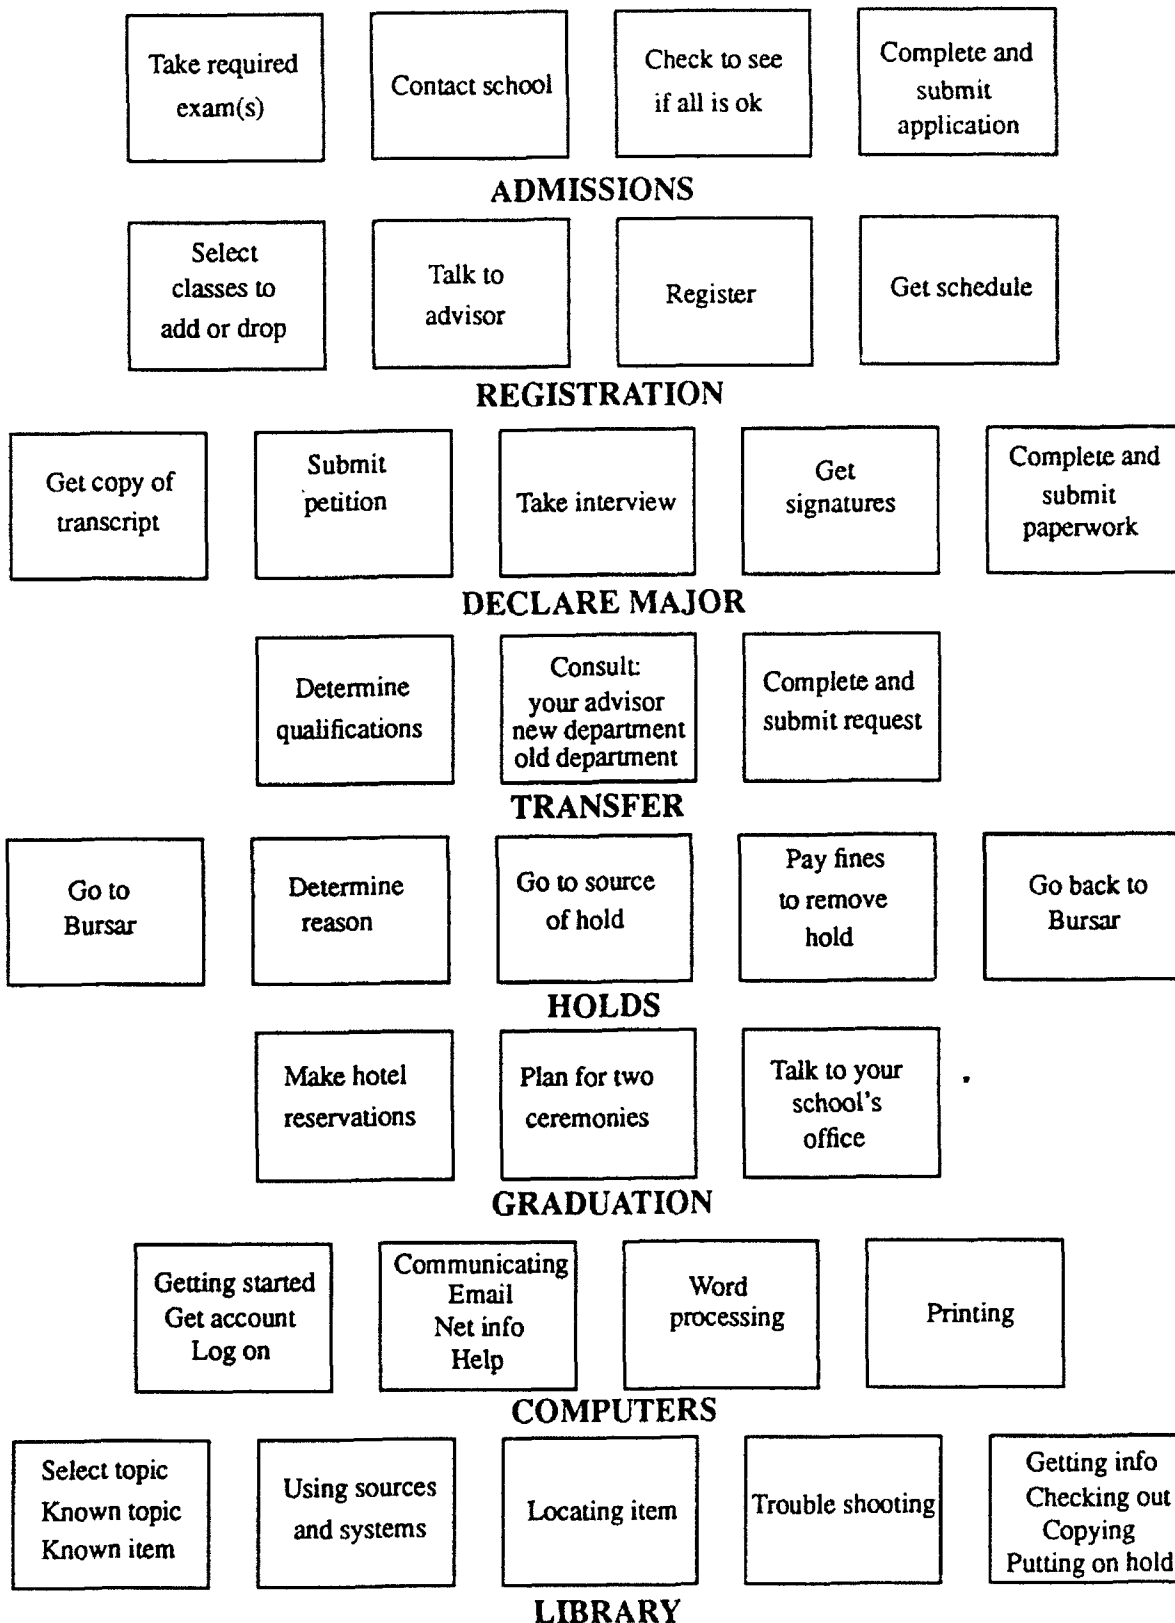 Take required
exam(s)
Contact school
Check to see
if all is ok
Complete and
submit
application
ADMISSIONS
Select
classes to
add or drop
Talk to
advisor
Register
Get schedule
REGISTRATION
Get copy of
transcript
Submit
petition
Take interview
Get
signatures
Complete and
submit
paperwork
DECLARE MAJOR
Determine
qualifications
Consult:
your advisor
new department
old department
Complete and
submit request
TRANSFER
Go to
Bursar
Determine
reason
Go to source
of hold
Pay fines
to remove
hold
Go back to
Bursar
HOLDS
Make hotel
reservations
Plan for two
ceremonies
Talk to your
school's
office
GRADUATION
Getting started
Get account
Log on
Communicating
Email
Net info
Help
Word
processing
Printing
COMPUTERS
Select topic
Known topic
Known item
Using sources
and systems
Locating item
Trouble shooting
Getting info
Checking out
Copying
Putting on hold
LIBRARY